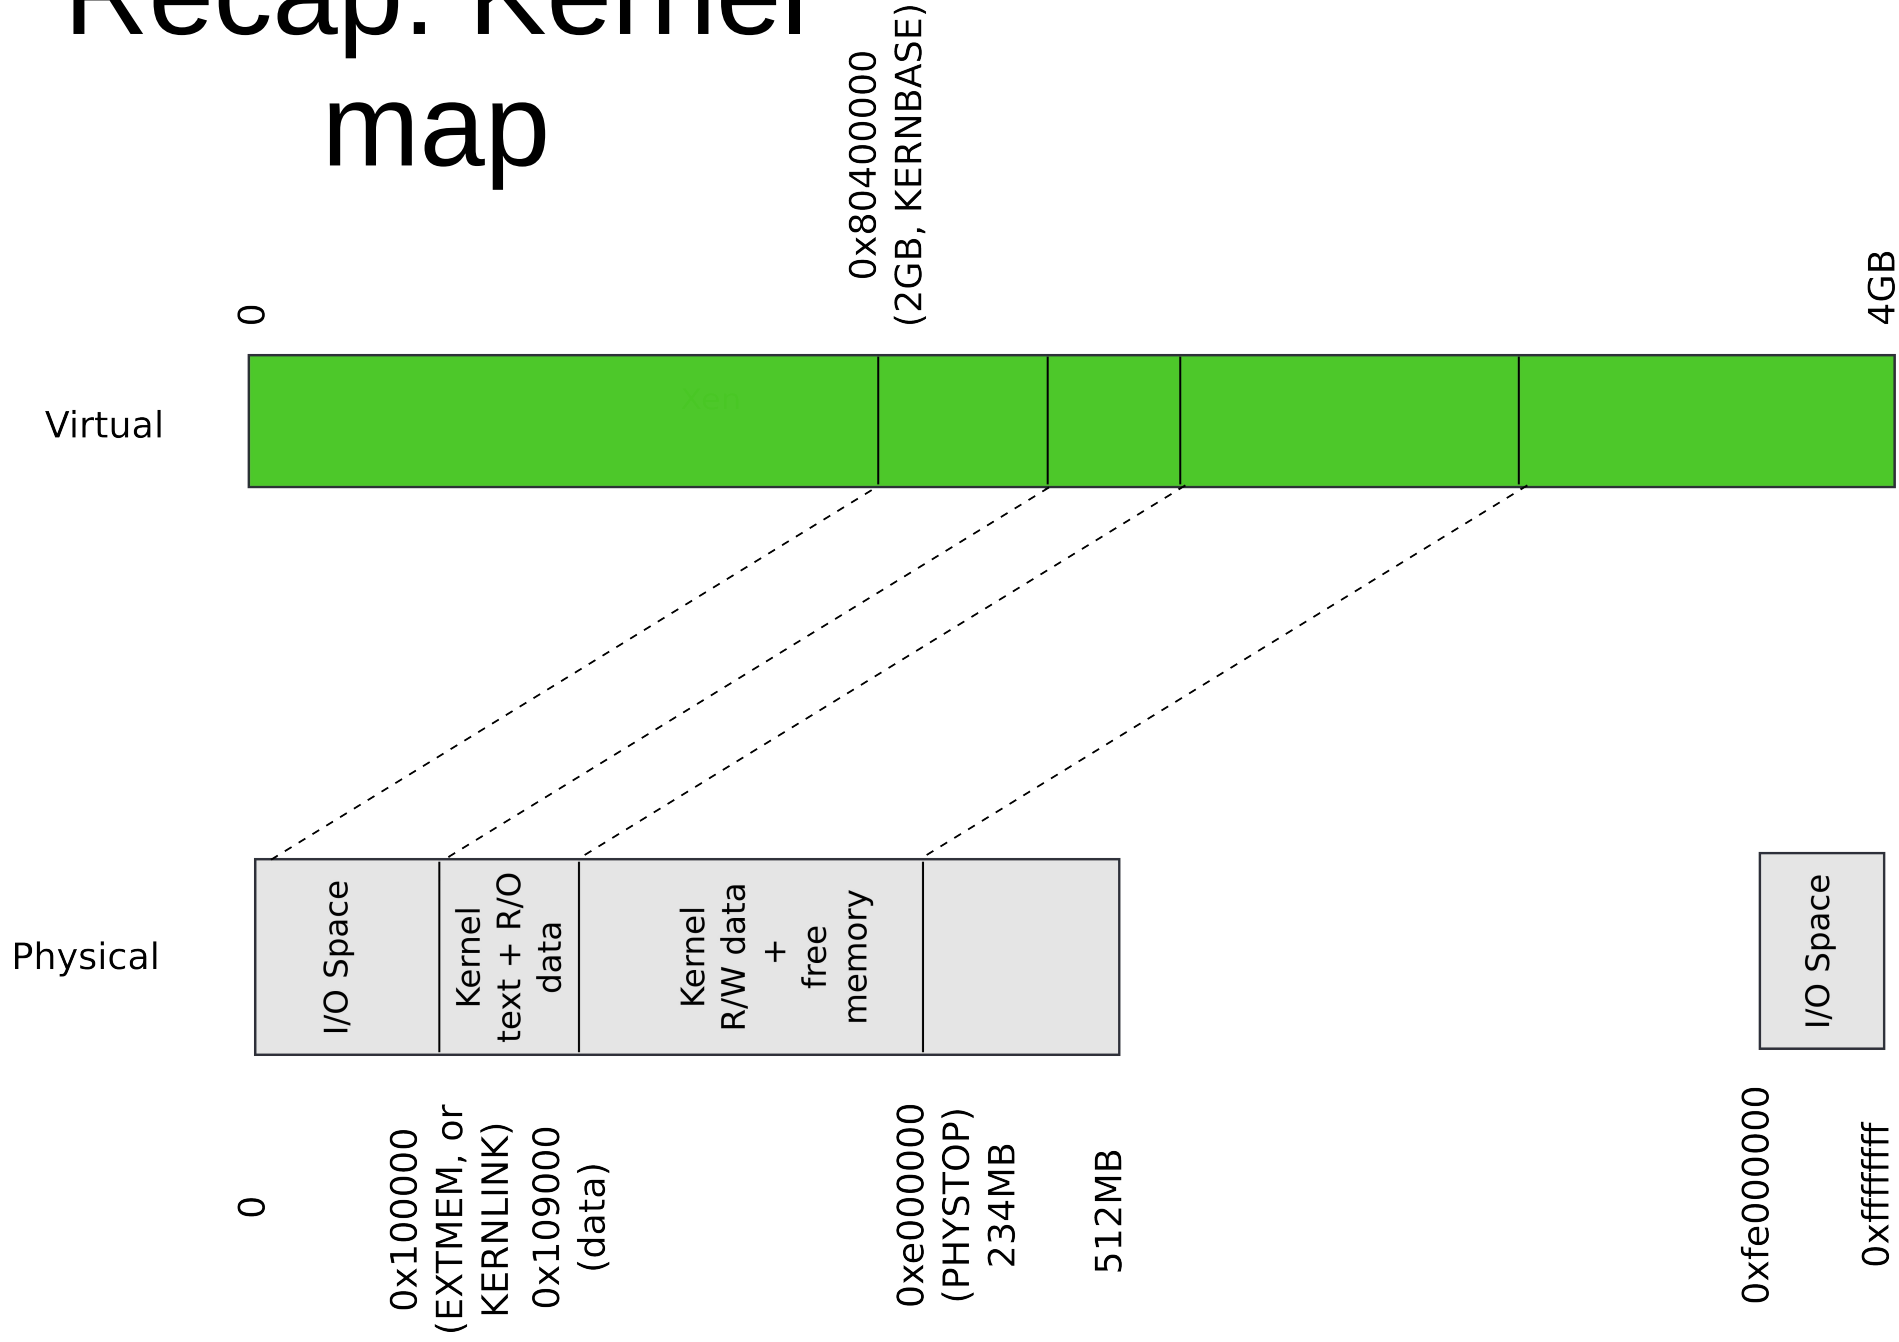 Recap: Kernel
map
0x80400000
(2GB, KERNBASE)
0
4GB
Virtual
Physical
I/O Space
Kernel
text + R/O
data
Kernel
R/W data
+
free
memory
I/O Space
0
0x100000
(EXTMEM, or
KERNLINK)
0x109000
(data)
0xe000000
(PHYSTOP)
234MB
512MB
0xfe000000
0xffffffff